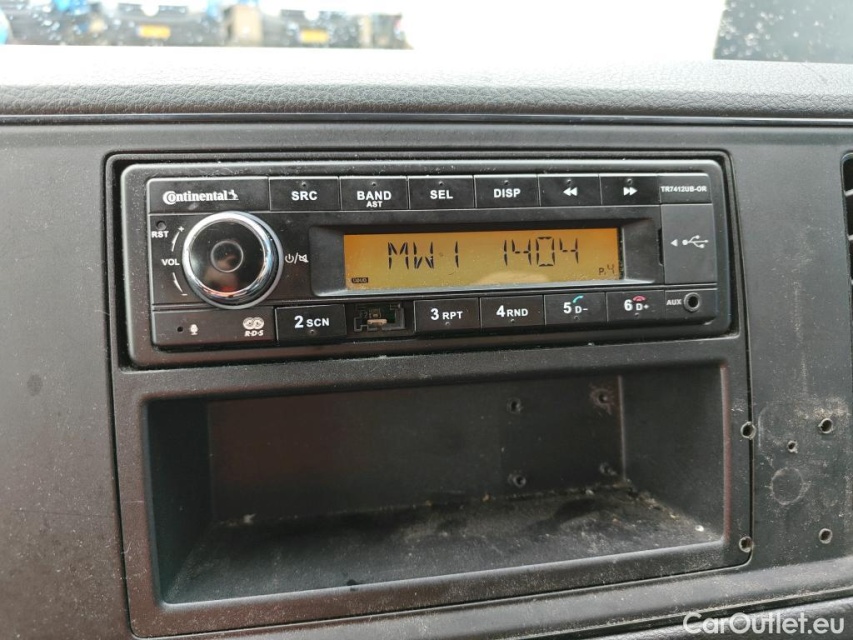 Continental SRC BAND AST SEL DISP TR7412UB-OR
RST
VOL
MW1 1404
P.4
AUX
R·D·S 2 SCN 3 RPT 4 RND 5 D- 6 D+
CarOutlet.eu